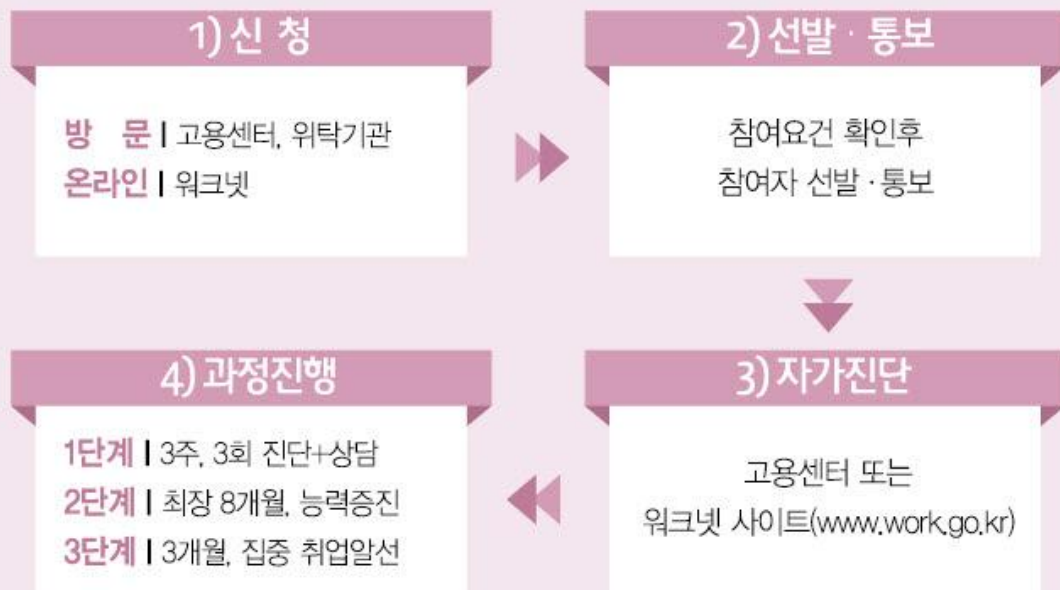 1) 신 청
방 문 | 고용센터, 위탁기관
온라인 | 워크넷
2) 선발 · 통보
참여요건 확인후
참여자 선발 · 통보
3) 자가진단
고용센터 또는
워크넷 사이트(www.work.go.kr)
4) 과정진행
1단계 | 3주, 3회 진단+상담
2단계 | 최장 8개월, 능력증진
3단계 | 3개월, 집중 취업알선